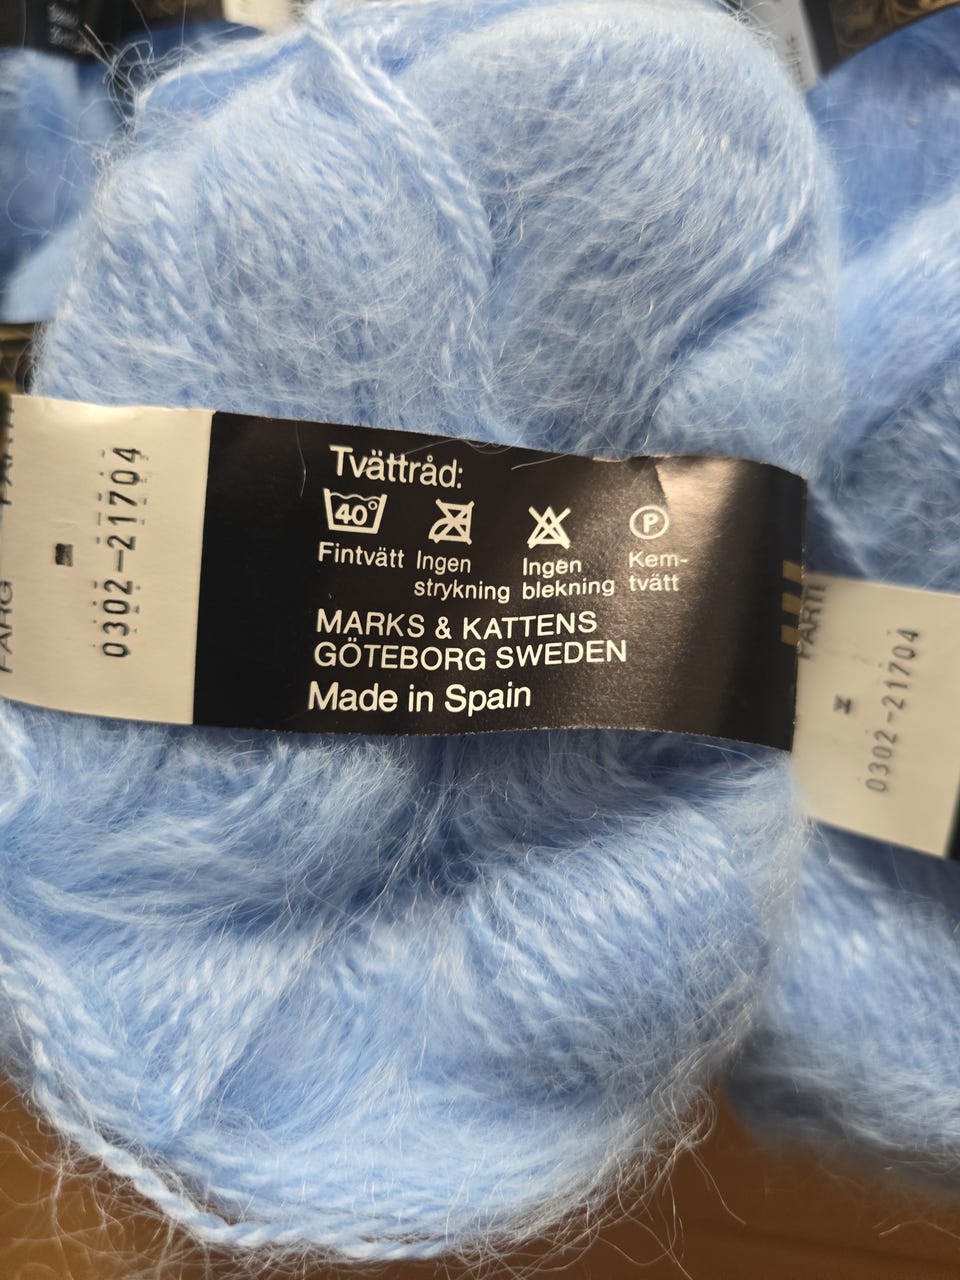 Tvättråd:
40°
P
Fintvätt
Ingen strykning
Ingen blekning
Kem-
tvätt
MARKS & KATTENS
GÖTEBORG SWEDEN
Made in Spain
FÄRG
0302-21704
0302-21704